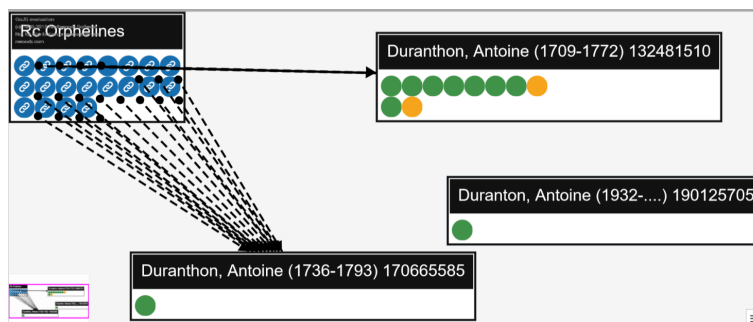 Rc Orphelines
Duranthon, Antoine (1709-1772) 132481510
Duranton, Antoine (1932-....) 190125705
Duranthon, Antoine (1736-1793) 170665585